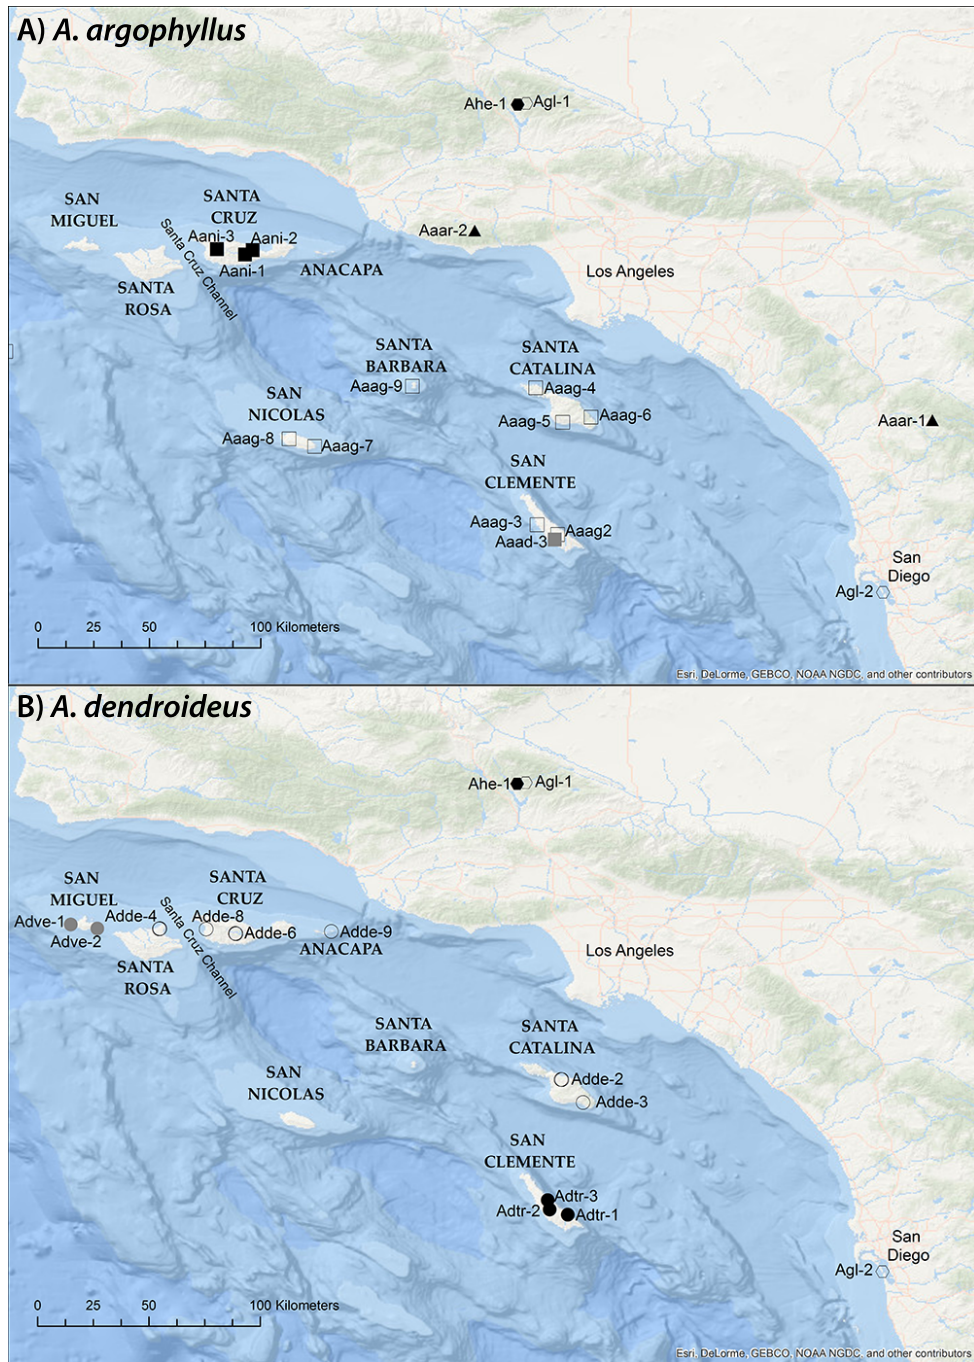 A) A. argophyllus
Ahe-1 Agl-1
SAN
MIGUEL
SANTA
CRUZ
Aani-3
Aani-2
Aani-1
Santa Cruz Channel
ANACAPA
SANTA
ROSA
Aaar-2
Los Angeles
SANTA
BARBARA
Aaag-9
SANTA
CATALINA
Aaag-4
Aaag-5
Aaag-6
SAN
NICOLAS
Aaag-8
Aaag-7
Aaar-1
SAN
CLEMENTE
Aaag-3
Aaag2
Aaad-3
San
Diego
Agl-2
0 25 50 100 Kilometers
Esri, DeLorme, GEBCO, NOAA NGDC, and other contributors
B) A. dendroideus
Ahe-1 Agl-1
SAN
MIGUEL
SANTA
CRUZ
Adve-1
Adve-2
Adde-4
Santa Cruz Channel
Adde-8
Adde-6
Adde-9
ANACAPA
SANTA
ROSA
Los Angeles
SANTA
BARBARA
SANTA
CATALINA
Adde-2
Adde-3
SAN
NICOLAS
SAN
CLEMENTE
Adtr-3
Adtr-2
Adtr-1
San
Diego
Agl-2
0 25 50 100 Kilometers
Esri, DeLorme, GEBCO, NOAA NGDC, and other contributors